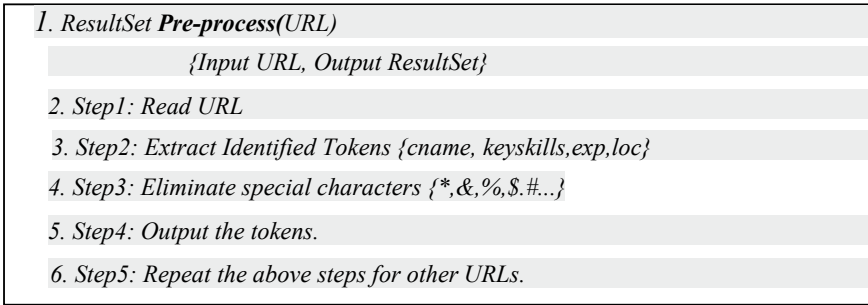 1. ResultSet Pre-process(URL)
{Input URL, Output ResultSet}
2. Step1: Read URL
3. Step2: Extract Identified Tokens {cname, keyskills,exp,loc}
4. Step3: Eliminate special characters {*,&,%,$.#...}
5. Step4: Output the tokens.
6. Step5: Repeat the above steps for other URLs.